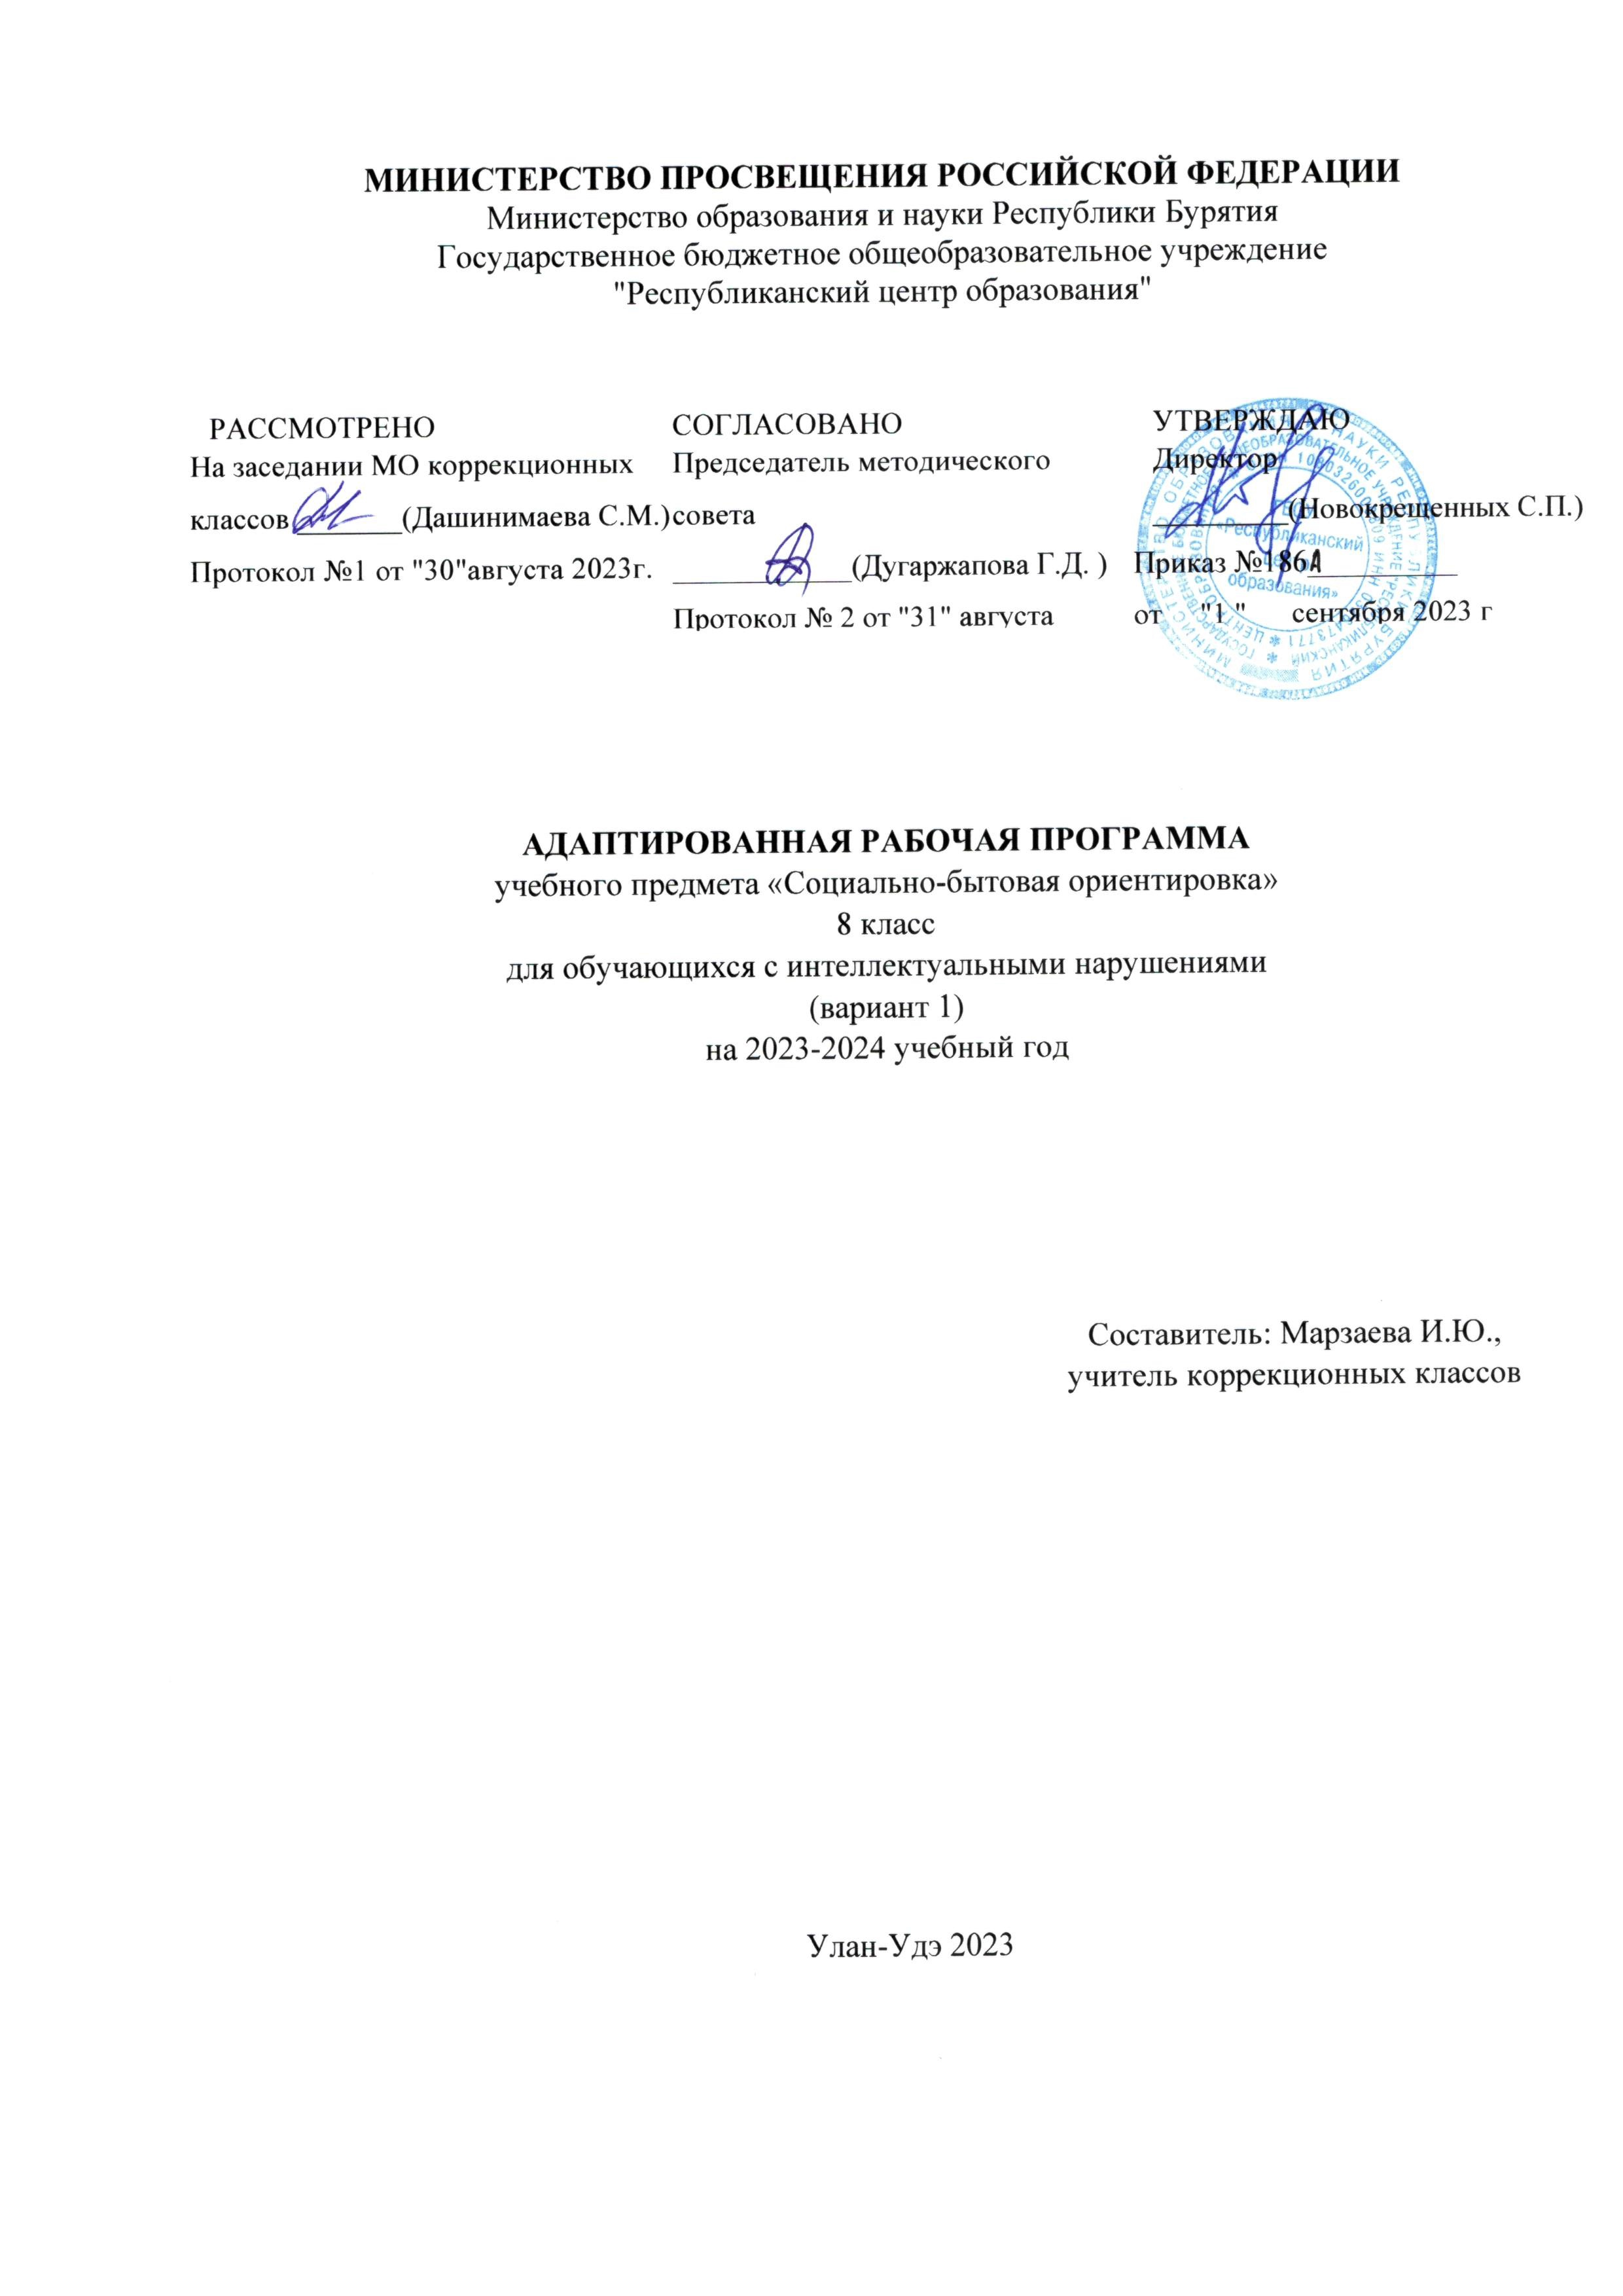 МИНИСТЕРСТВО ПРОСВЕЩЕНИЯ РОССИЙСКОЙ ФЕДЕРАЦИИ
Министерство образования и науки Республики Бурятия
Государственное бюджетное общеобразовательное учреждение
"Республиканский центр образования"
РАССМОТРЕНО
На заседании МО коррекционных
классов_______(Дашинимаева С.М.)
Протокол №1 от "30"августа 2023г.
СОГЛАСОВАНО
Председатель методического
совета
____________(Дугаржапова Г.Д. )
Протокол № 2 от "31" августа
УТВЕРЖДАЮ
Директор
_________(Новокрещенных С.П.)
Приказ №186А__________
от "1 " сентября 2023 г
«Республиканский
образования»
АДАПТИРОВАННАЯ РАБОЧАЯ ПРОГРАММА
учебного предмета «Социально-бытовая ориентировка»
8 класс
для обучающихся с интеллектуальными нарушениями
(вариант 1)
на 2023-2024 учебный год
Составитель: Марзаева И.Ю.,
учитель коррекционных классов
Улан-Удэ 2023